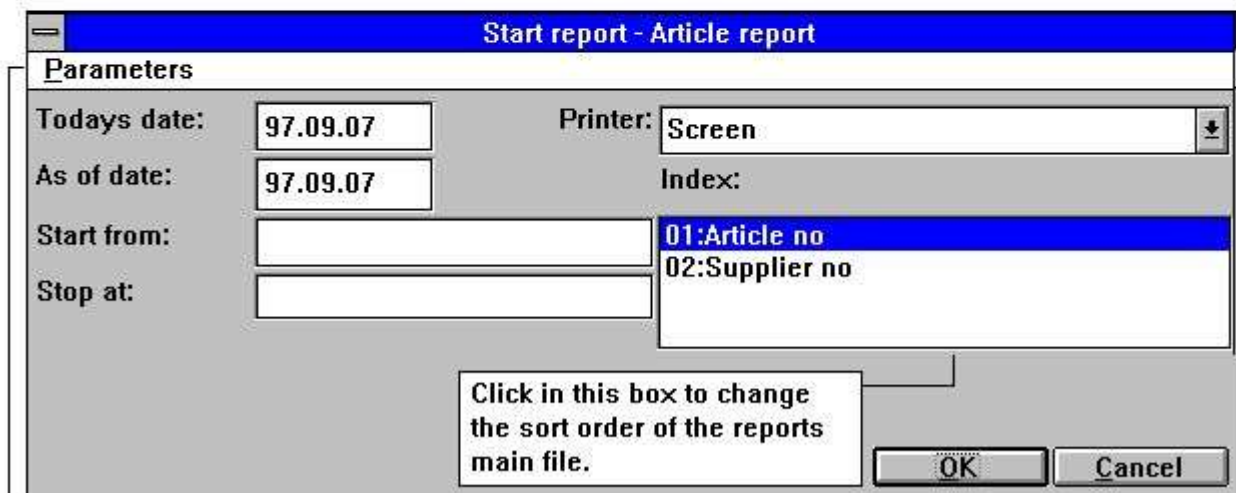 Start report - Article report
Parameters
Todays date: 97.09.07 Printer: Screen
As of date: 97.09.07 Index:
Start from: 01:Article no
02:Supplier no
Stop at:
Click in this box to change
the sort order of the reports
main file.
OK Cancel